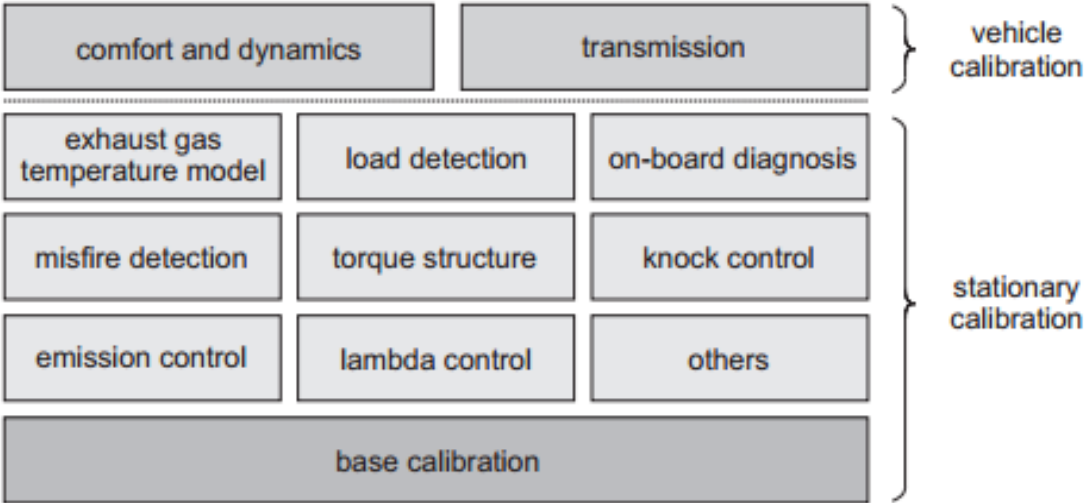 comfort and dynamics
transmission
vehicle
calibration
exhaust gas
temperature model
load detection
on-board diagnosis
misfire detection
torque structure
knock control
stationary
calibration
emission control
lambda control
others
base calibration